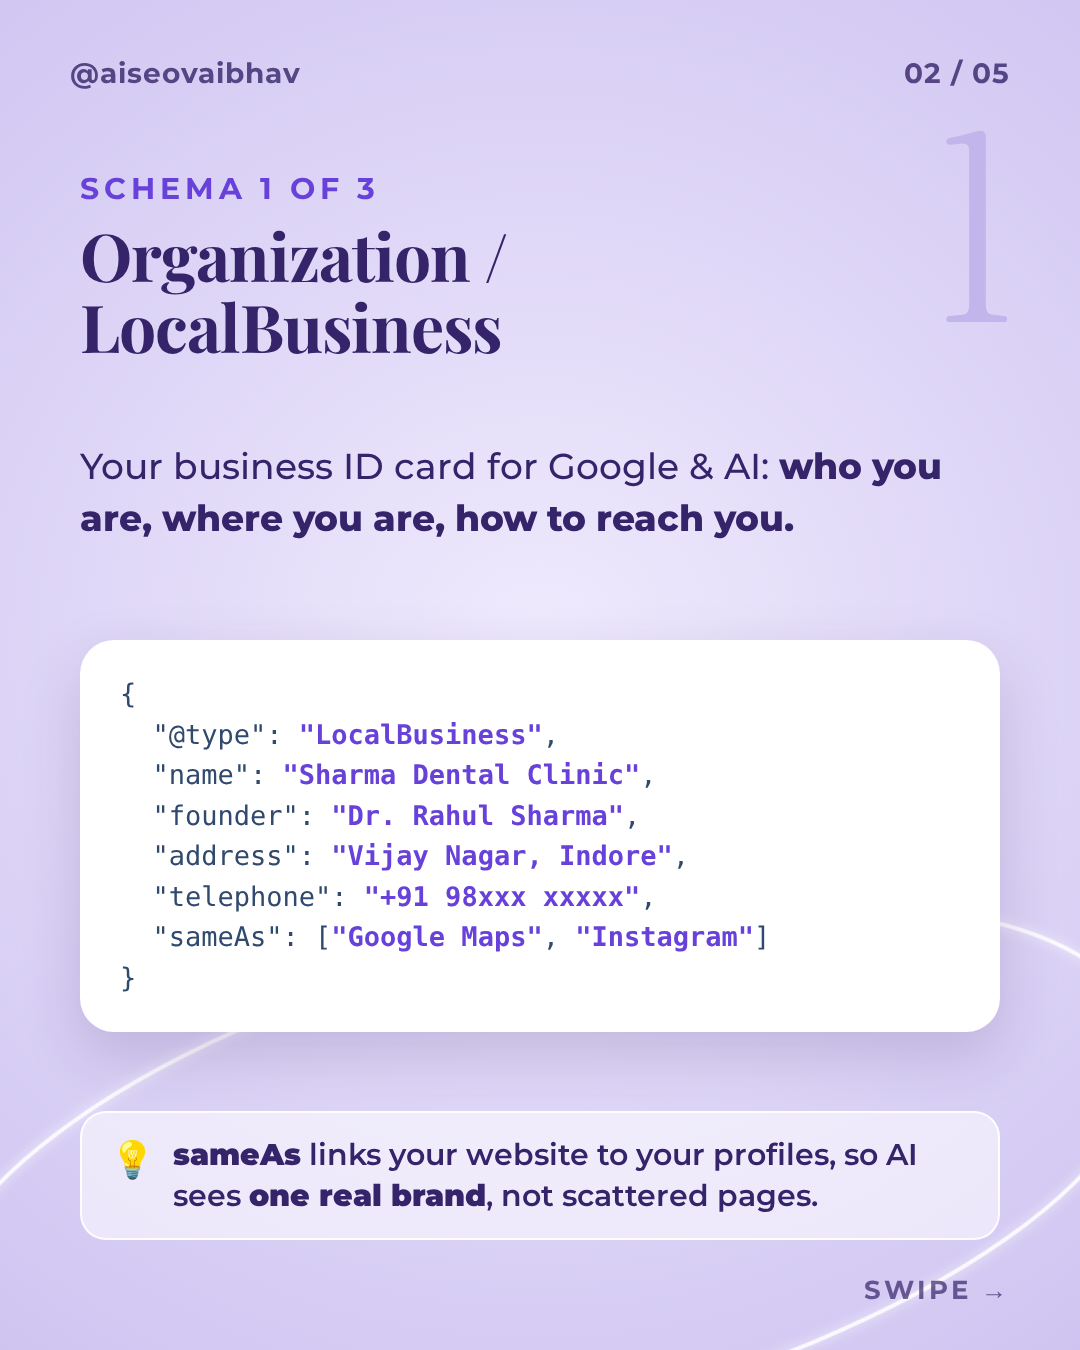 @aiseovaibhav
02 / 05
1
SCHEMA 1 OF 3
Organization /
LocalBusiness
Your business ID card for Google & AI: who you
are, where you are, how to reach you.
{
  "@type": "LocalBusiness",
  "name": "Sharma Dental Clinic",
  "founder": "Dr. Rahul Sharma",
  "address": "Vijay Nagar, Indore",
  "telephone": "+91 98xxx xxxxx",
  "sameAs": ["Google Maps", "Instagram"]
}
💡 sameAs links your website to your profiles, so AI
sees one real brand, not scattered pages.
SWIPE →